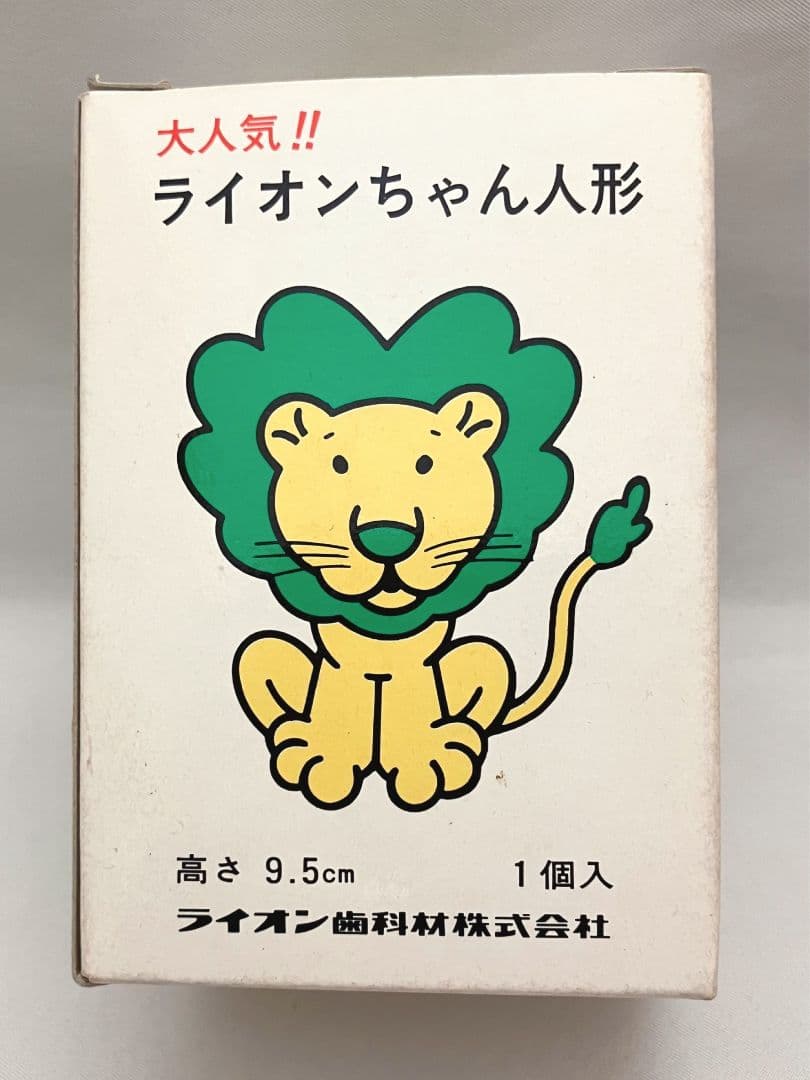 大人気!!
ライオンちゃん人形
高さ 9.5cm 1個入
ライオン歯科材株式会社